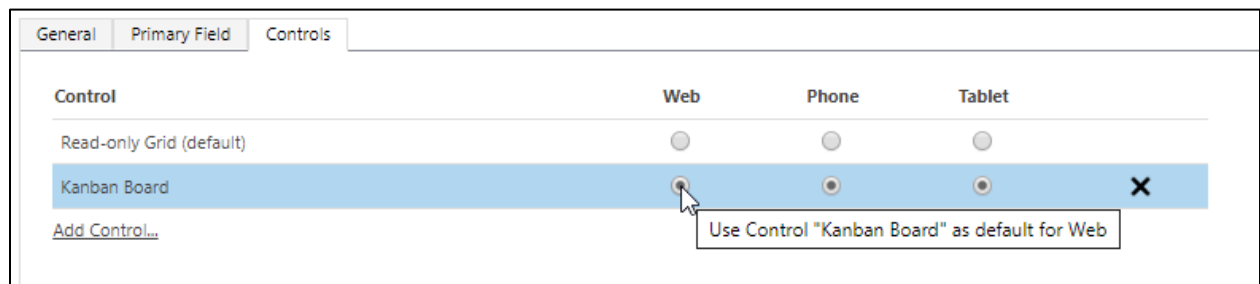 General Primary Field Controls
Control Web Phone Tablet
Read-only Grid (default)
Kanban Board
Add Control...
Use Control "Kanban Board" as default for Web